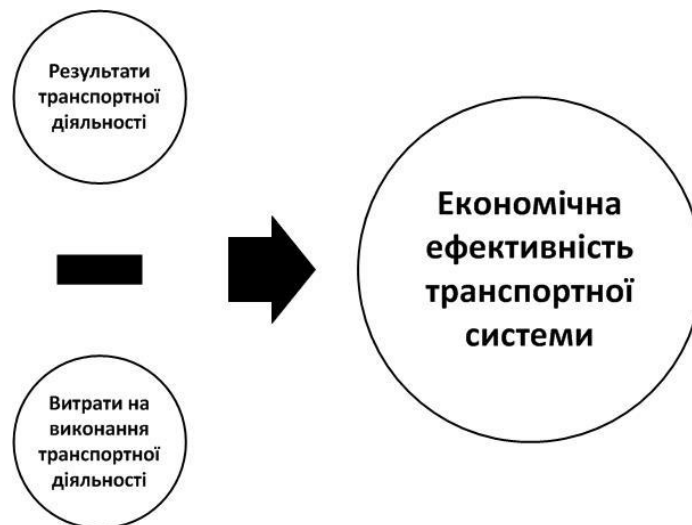 Результати
транспортної
діяльності
Витрати на
виконання
транспортної
діяльності
Економічна
ефективність
транспортної
системи